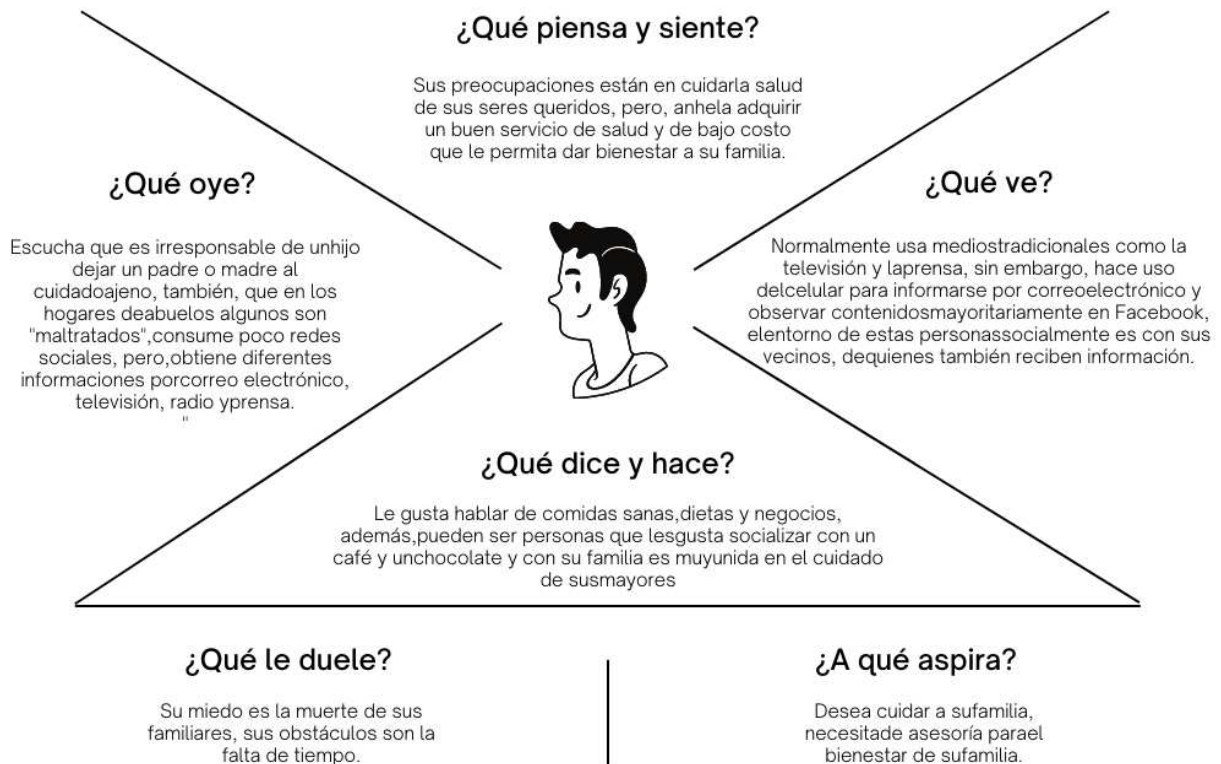 ¿Qué piensa y siente?
Sus preocupaciones están en cuidarla salud
de sus seres queridos, pero, anhela adquirir
un buen servicio de salud y de bajo costo
que le permita dar bienestar a su familia.
¿Qué oye?
Escucha que es irresponsable de unhijo
dejar un padre o madre al
cuidadoajeno, también, que en los
hogares deabuelos algunos son
"maltratados",consume poco redes
sociales, pero,obtiene diferentes
informaciones porcorreo electrónico,
televisión, radio yprensa.
"
¿Qué ve?
Normalmente usa mediostradicionales como la
televisión y laprensa, sin embargo, hace uso
delcelular para informarse por correoelectrónico y
observar contenidosmayoritariamente en Facebook,
elentorno de estas personassocialmente es con sus
vecinos, dequienes también reciben información.
¿Qué dice y hace?
Le gusta hablar de comidas sanas,dietas y negocios,
además,pueden ser personas que lesgusta socializar con un
café y unchocolate y con su familia es muyunida en el cuidado
de susmayores
¿Qué le duele?
Su miedo es la muerte de sus
familiares, sus obstáculos son la
falta de tiempo.
¿A qué aspira?
Desea cuidar a sufamilia,
necesitade asesoría parael
bienestar de sufamilia.